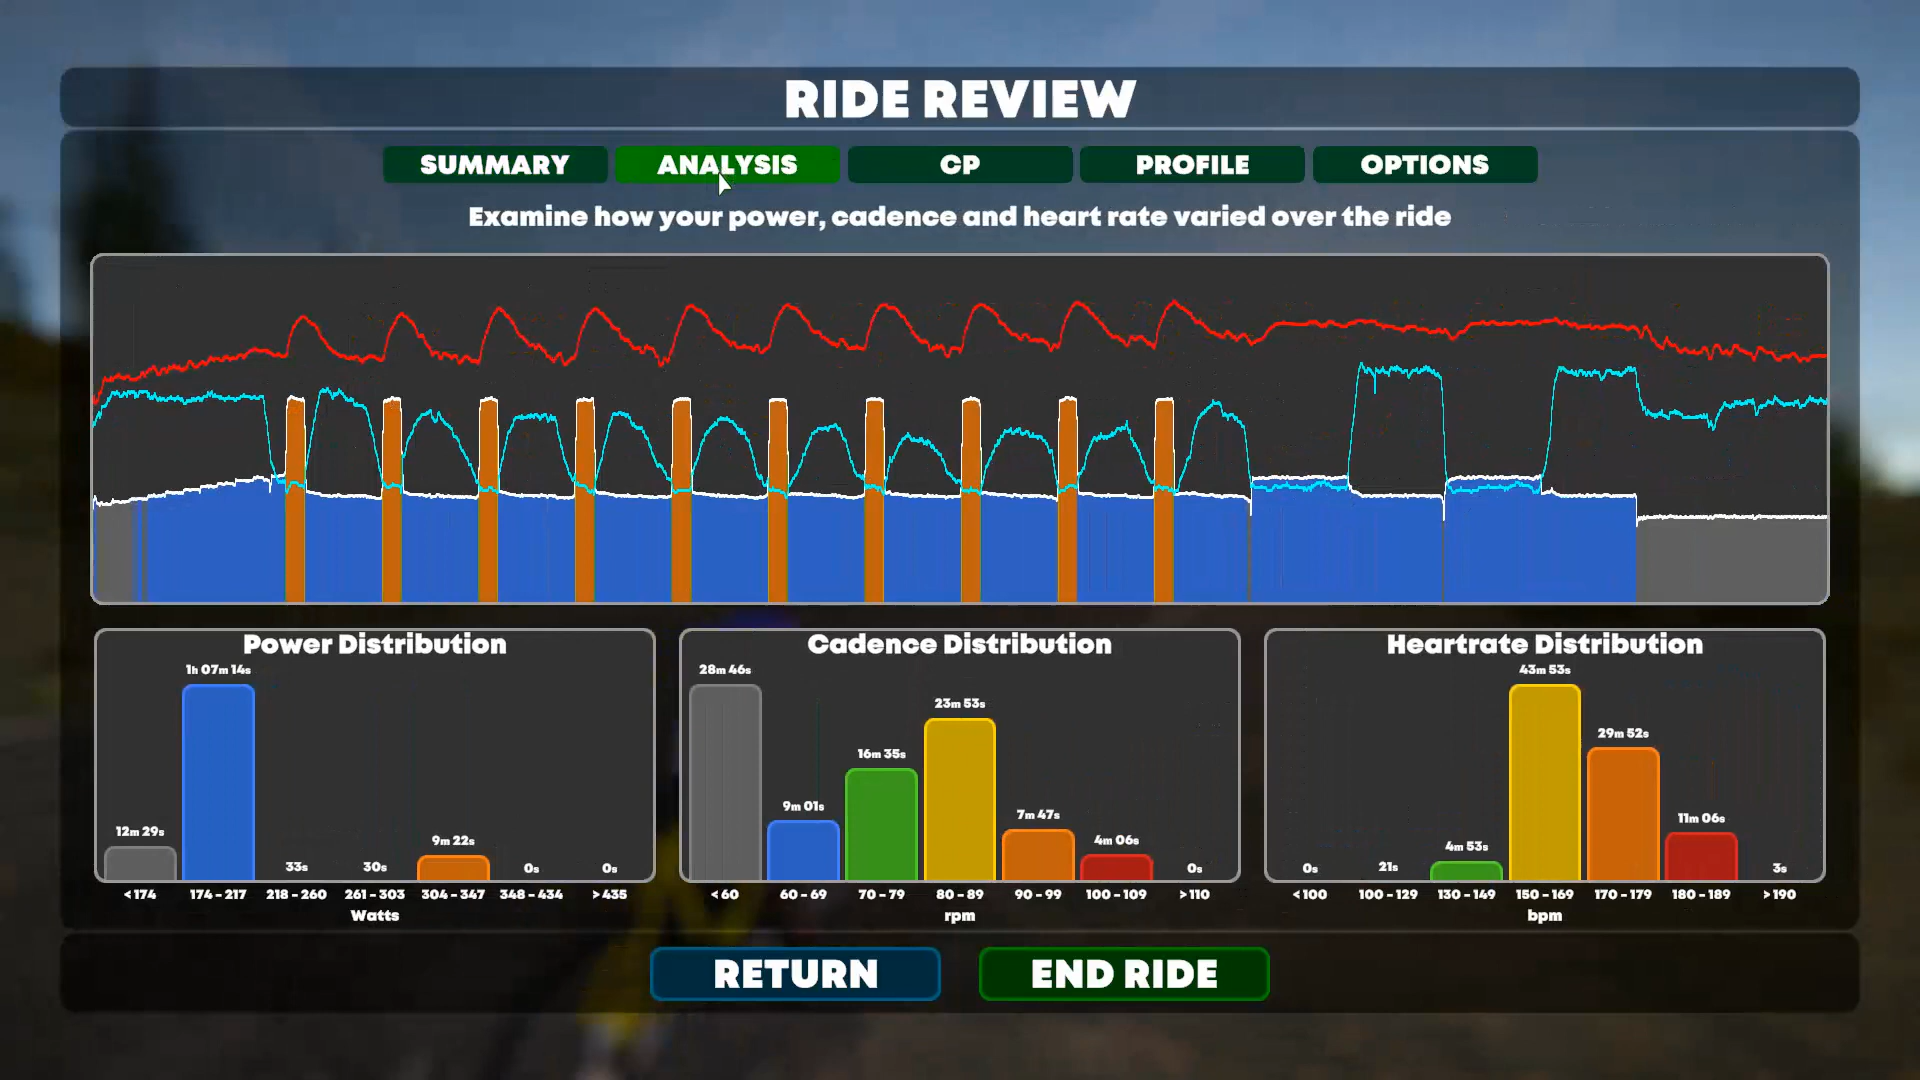 RIDE REVIEW
SUMMARY ANALYSIS CP PROFILE OPTIONS
Examine how your power, cadence and heart rate varied over the ride
Power Distribution
1h 07m 14s
12m 29s
33s
30s
9m 22s
0s
0s
<174 174 - 217 218 - 260 261 - 303 304 - 347 348 - 434 >435
Watts
Cadence Distribution
28m 46s
9m 01s
16m 35s
23m 53s
7m 47s
4m 06s
0s
<60 60 - 69 70 - 79 80 - 89 90 - 99 100 - 109 >110
rpm
Heartrate Distribution
0s
21s
4m 53s
43m 53s
29m 52s
11m 06s
3s
<100 100 - 129 130 - 149 150 - 169 170 - 179 180 - 189 >190
bpm
RETURN END RIDE